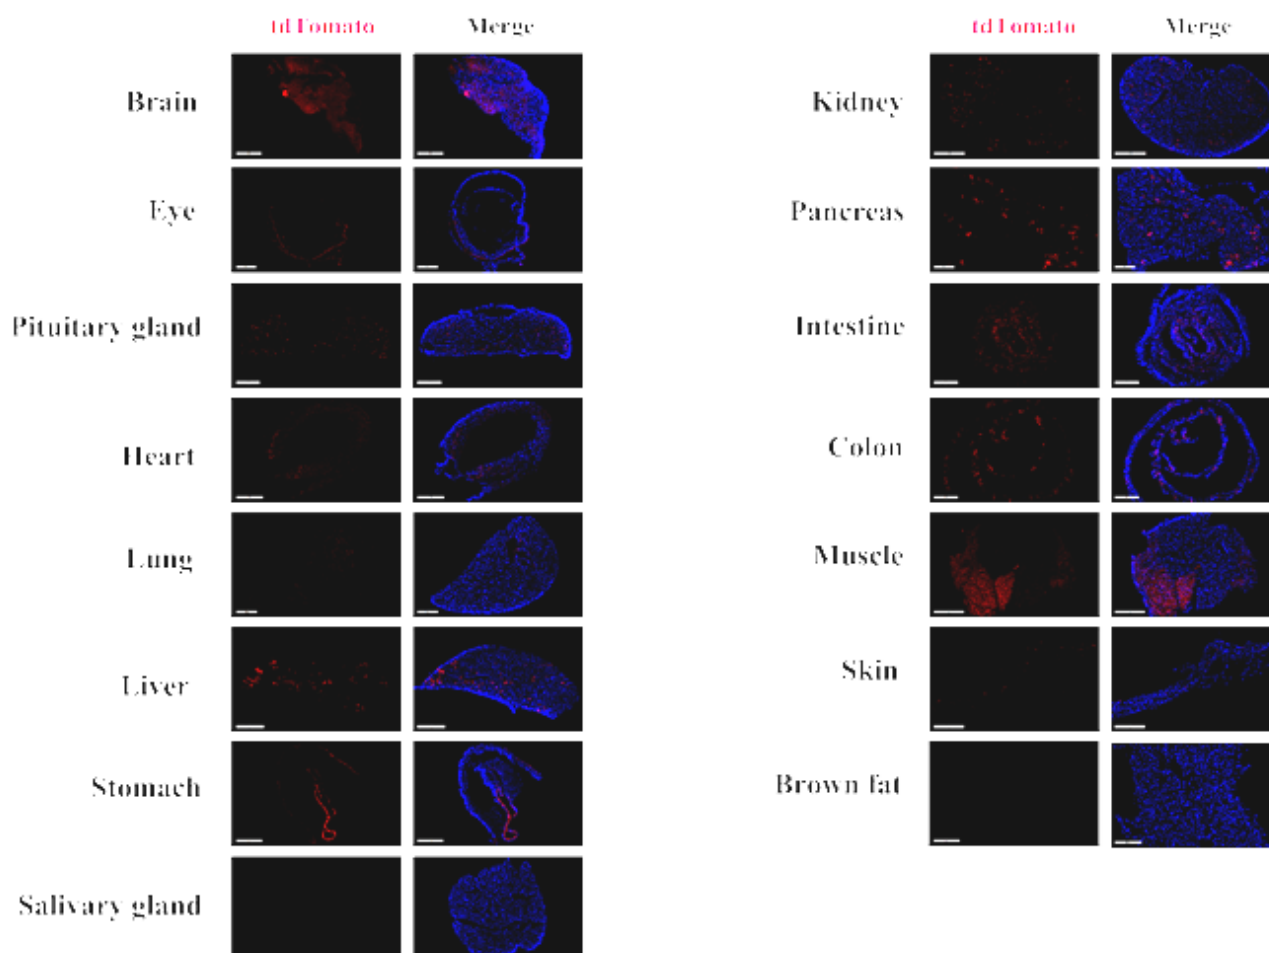 tdTomato Merge
Brain
Eye
Pituitary gland
Heart
Lung
Liver
Stomach
Salivary gland
tdTomato Merge
Kidney
Pancreas
Intestine
Colon
Muscle
Skin
Brown fat